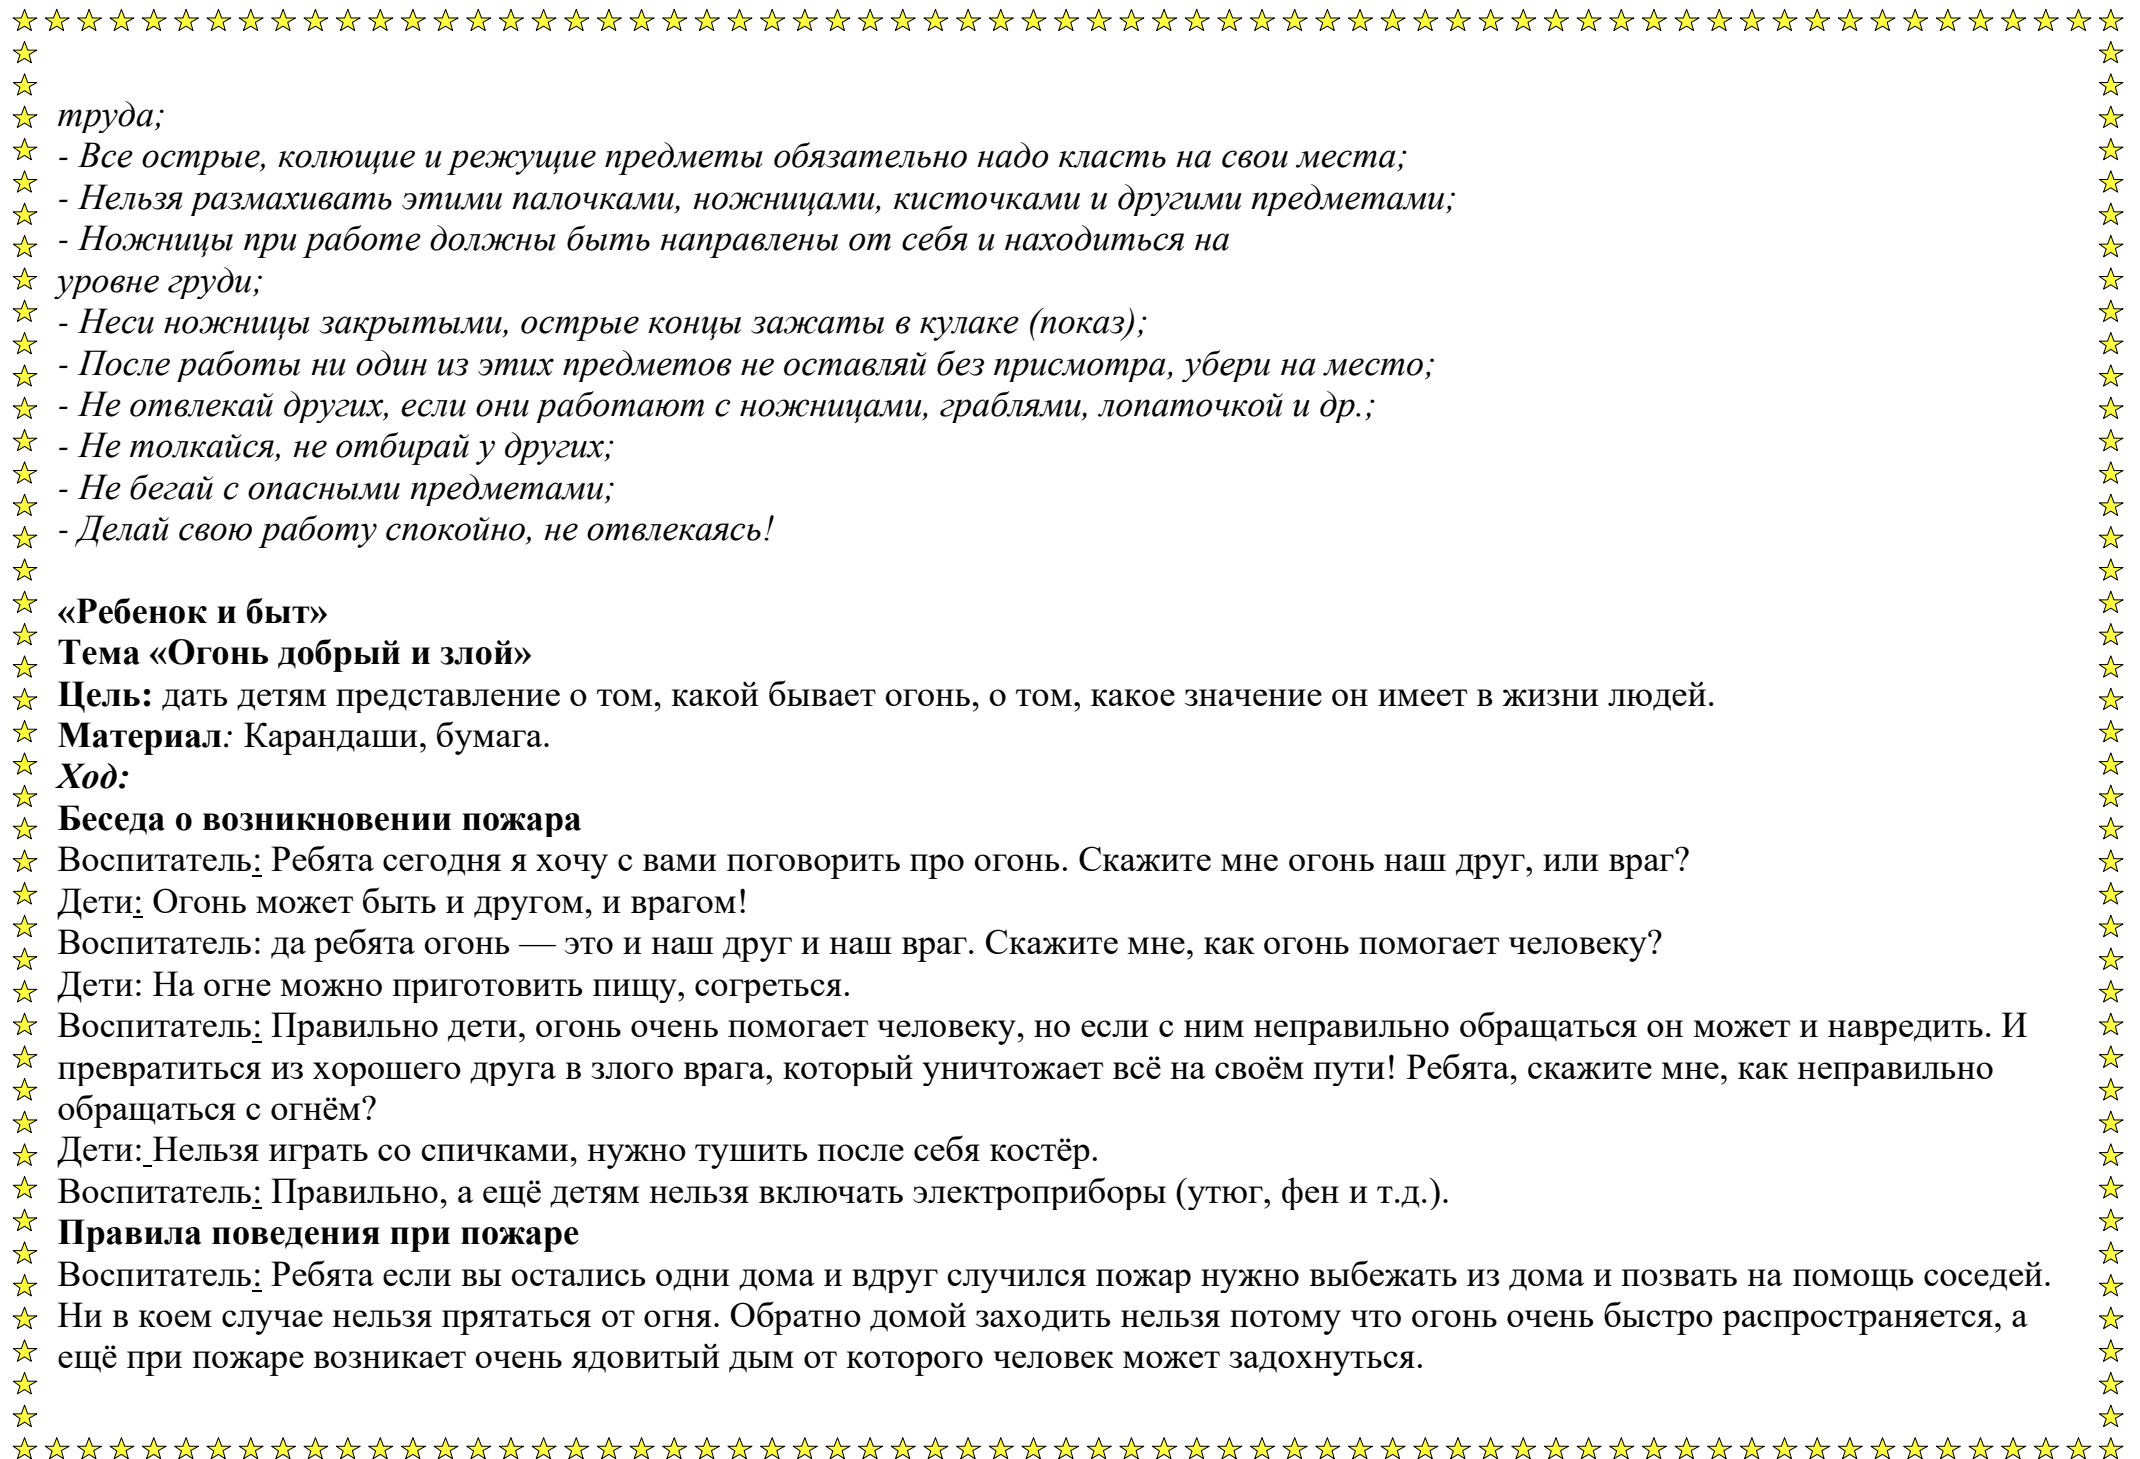 труда;
- Все острые, колющие и режущие предметы обязательно надо класть на свои места;
- Нельзя размахивать этими палочками, ножницами, кисточками и другими предметами;
- Ножницы при работе должны быть направлены от себя и находиться на
уровне груди;
- Неси ножницы закрытыми, острые концы зажаты в кулаке (показ);
- После работы ни один из этих предметов не оставляй без присмотра, убери на место;
- Не отвлекай других, если они работают с ножницами, граблями, лопаточкой и др.;
- Не толкайся, не отбирай у других;
- Не бегай с опасными предметами;
- Делай свою работу спокойно, не отвлекаясь!
«Ребенок и быт»
Тема «Огонь добрый и злой»
Цель: дать детям представление о том, какой бывает огонь, о том, какое значение он имеет в жизни людей.
Материал: Карандаши, бумага.
Ход:
Беседа о возникновении пожара
Воспитатель: Ребята сегодня я хочу с вами поговорить про огонь. Скажите мне огонь наш друг, или враг?
Дети: Огонь может быть и другом, и врагом!
Воспитатель: да ребята огонь — это и наш друг и наш враг. Скажите мне, как огонь помогает человеку?
Дети: На огне можно приготовить пищу, согреться.
Воспитатель: Правильно дети, огонь очень помогает человеку, но если с ним неправильно обращаться он может и навредить. И
превратиться из хорошего друга в злого врага, который уничтожает всё на своём пути! Ребята, скажите мне, как неправильно
обращаться с огнём?
Дети: Нельзя играть со спичками, нужно тушить после себя костёр.
Воспитатель: Правильно, а ещё детям нельзя включать электроприборы (утюг, фен и т.д.).
Правила поведения при пожаре
Воспитатель: Ребята если вы остались одни дома и вдруг случился пожар нужно выбежать из дома и позвать на помощь соседей.
Ни в коем случае нельзя прятаться от огня. Обратно домой заходить нельзя потому что огонь очень быстро распространяется, а
ещё при пожаре возникает очень ядовитый дым от которого человек может задохнуться.